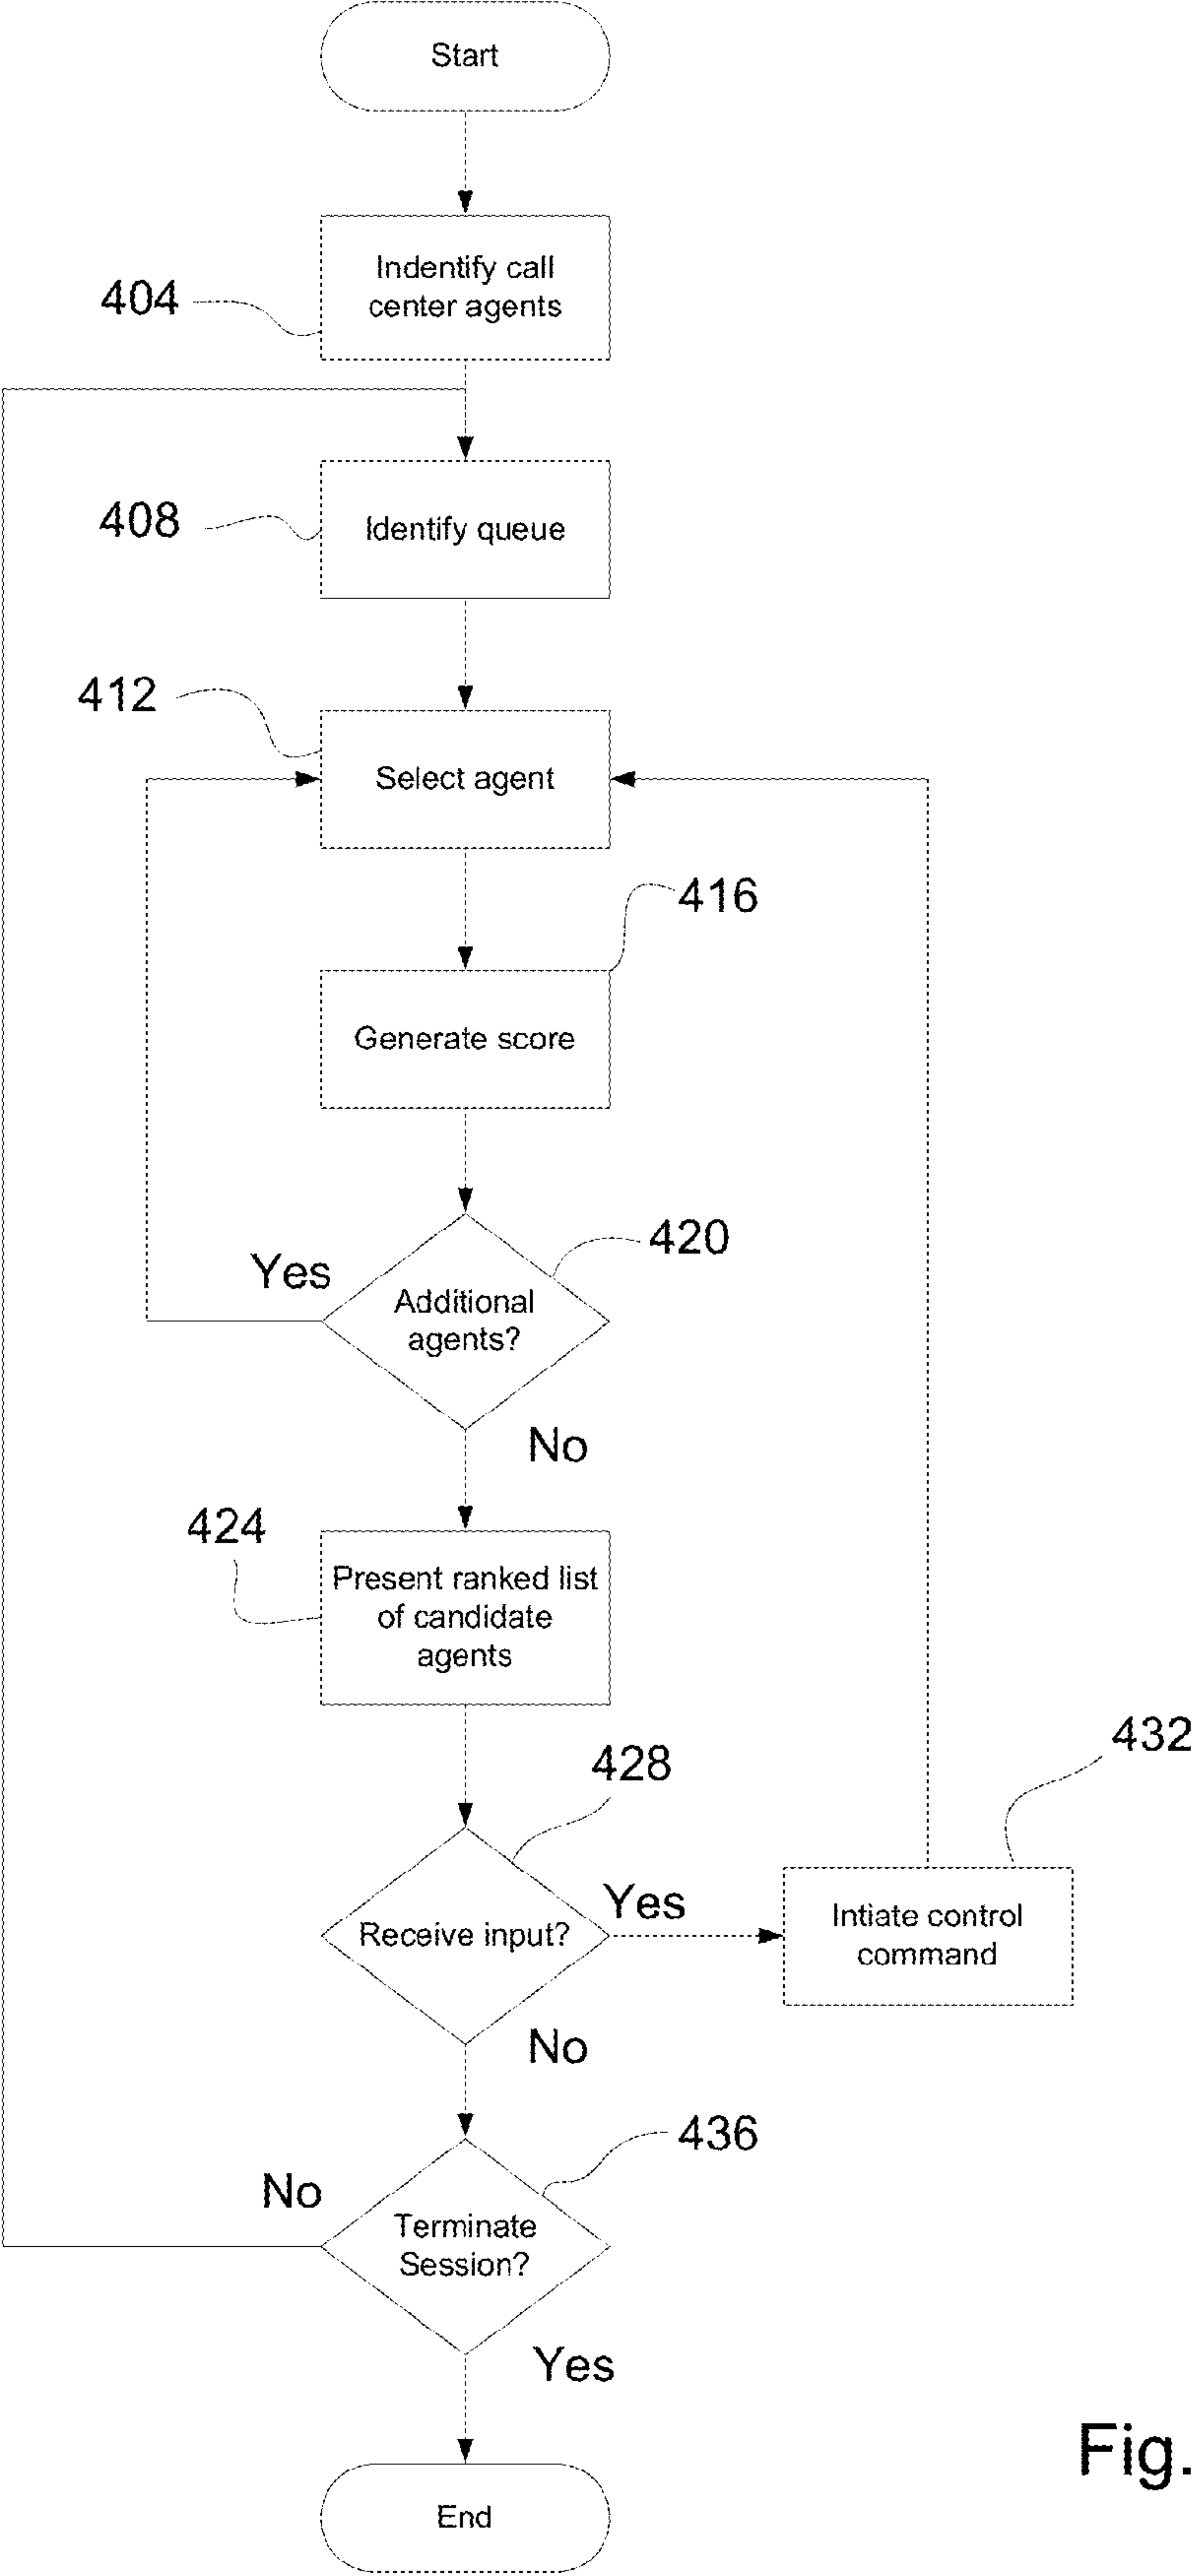 Start
Indentify call
center agents
404
Identify queue
408
412
Select agent
416
Generate score
420
Yes
Additional
agents?
No
424
Present ranked list
of candidate
agents
428
432
Yes
Receive input?
Intiate control
command
No
436
No
Terminate
Session?
Yes
End
Fig.